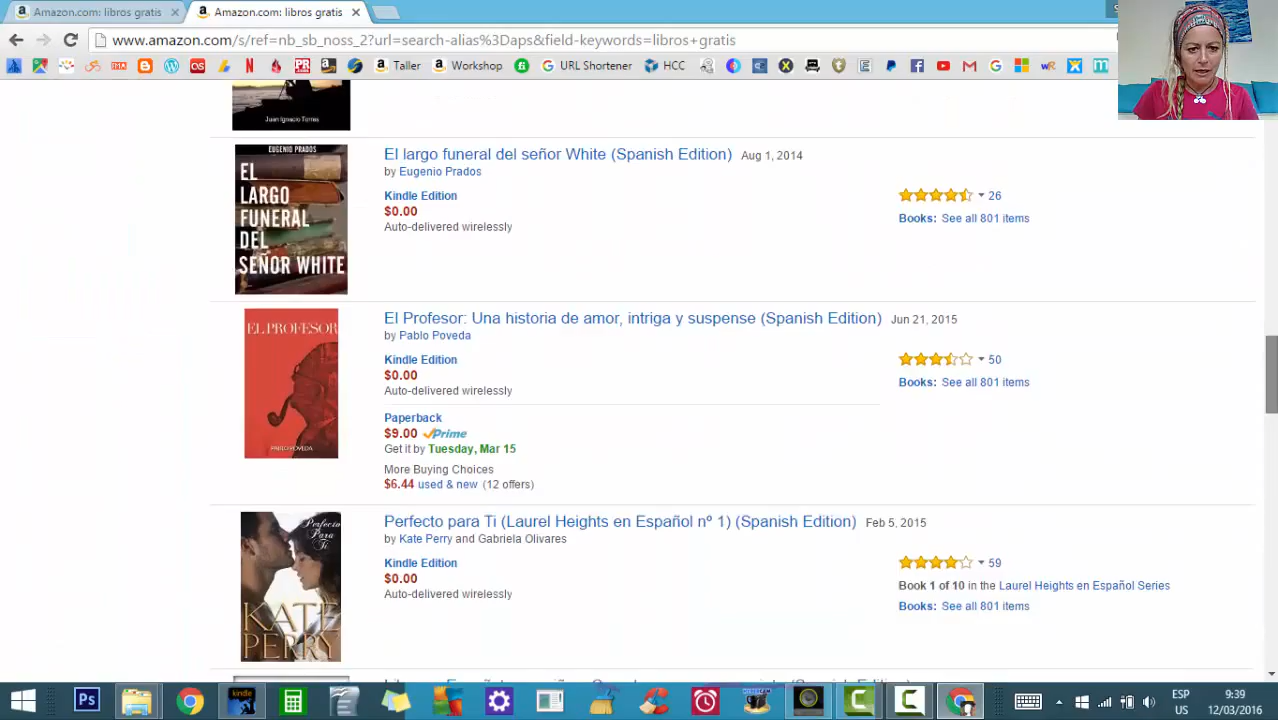 Amazon.com: libros gratis
Amazon.com: libros gratis
www.amazon.com/s/ref=nb_sb_noss_2?url=search-alias%3Daps&field-keywords=libros+gratis
Taller
Workshop
URL Shortener
HCC
Juan Ignacio Torres
EUGENIO PRADOS
EL
LARGO
FUNERAL
DEL
SEÑOR WHITE
El largo funeral del señor White (Spanish Edition) Aug 1, 2014
by Eugenio Prados
Kindle Edition
$0.00
Auto-delivered wirelessly
26
Books: See all 801 items
EL PROFESOR
PABLO POVEDA
El Profesor: Una historia de amor, intriga y suspense (Spanish Edition) Jun 21, 2015
by Pablo Poveda
Kindle Edition
$0.00
Auto-delivered wirelessly
50
Books: See all 801 items
Paperback
$9.00 Prime
Get it by Tuesday, Mar 15
More Buying Choices
$6.44 used & new (12 offers)
Perfecto
Para
Ti
KATE
PERRY
Perfecto para Ti (Laurel Heights en Español nº 1) (Spanish Edition) Feb 5, 2015
by Kate Perry and Gabriela Olivares
Kindle Edition
$0.00
Auto-delivered wirelessly
59
Book 1 of 10 in the Laurel Heights en Español Series
Books: See all 801 items
Ps
kindle
ESP
US
9:39
12/03/2016